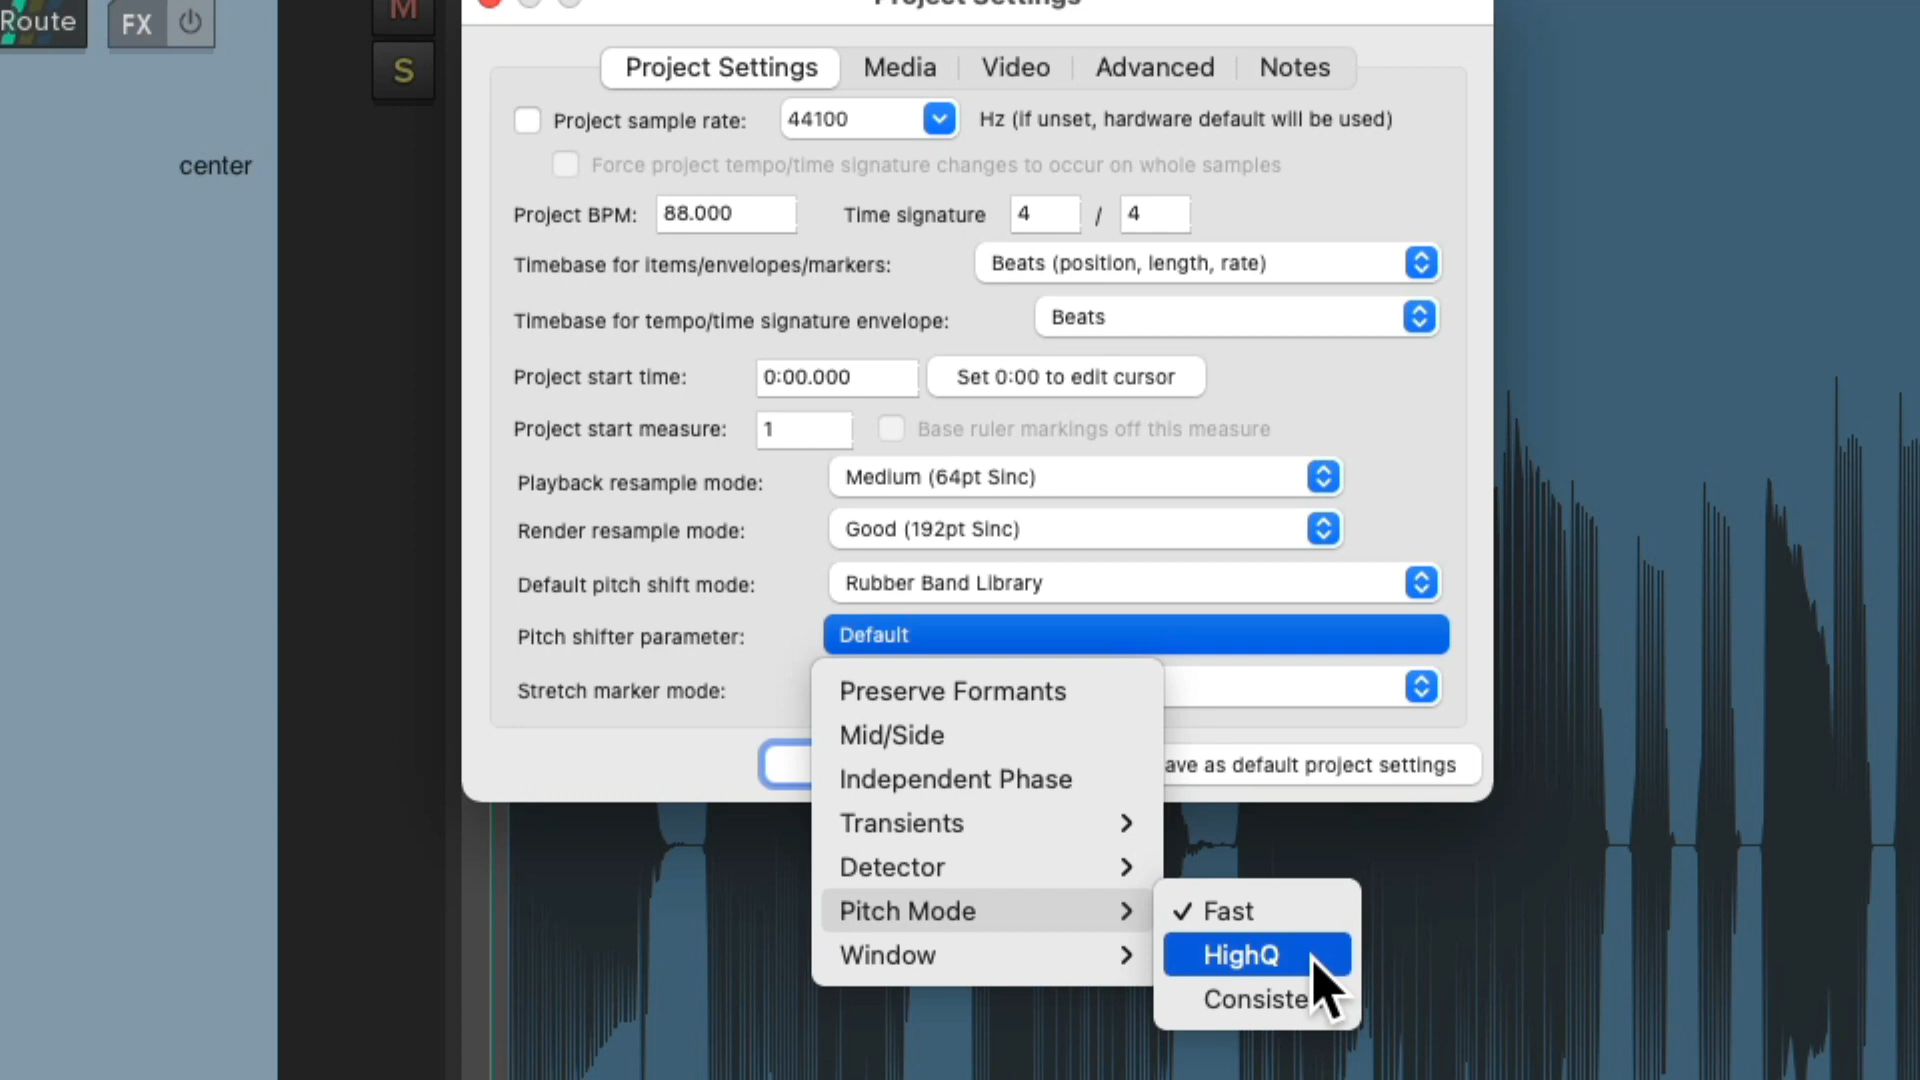 Project Settings
Route FX
M
S
center
Project Settings Media Video Advanced Notes
Project sample rate: 44100 Hz (if unset, hardware default will be used)
Force project tempo/time signature changes to occur on whole samples
Project BPM: 88.000 Time signature 4 / 4
Timebase for items/envelopes/markers: Beats (position, length, rate)
Timebase for tempo/time signature envelope: Beats
Project start time: 0:00.000 Set 0:00 to edit cursor
Project start measure: 1 Base ruler markings off this measure
Playback resample mode: Medium (64pt Sinc)
Render resample mode: Good (192pt Sinc)
Default pitch shift mode: Rubber Band Library
Pitch shifter parameter: Default
Stretch marker mode:
Preserve Formants
Mid/Side
Independent Phase
ave as default project settings
Transients
Detector
Pitch Mode
Window
Fast
HighQ
Consiste